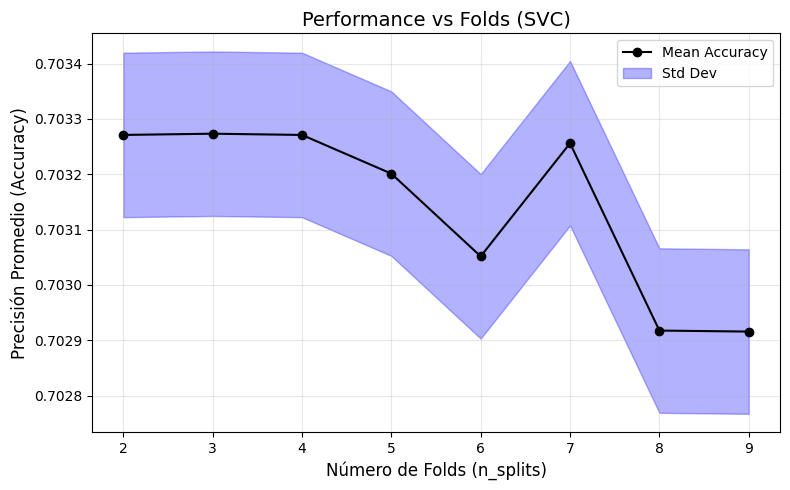 Performance vs Folds (SVC)
Mean Accuracy
Std Dev
Precisión Promedio (Accuracy)
0.7034
0.7033
0.7032
0.7031
0.7030
0.7029
0.7028
2 3 4 5 6 7 8 9
Número de Folds (n_splits)